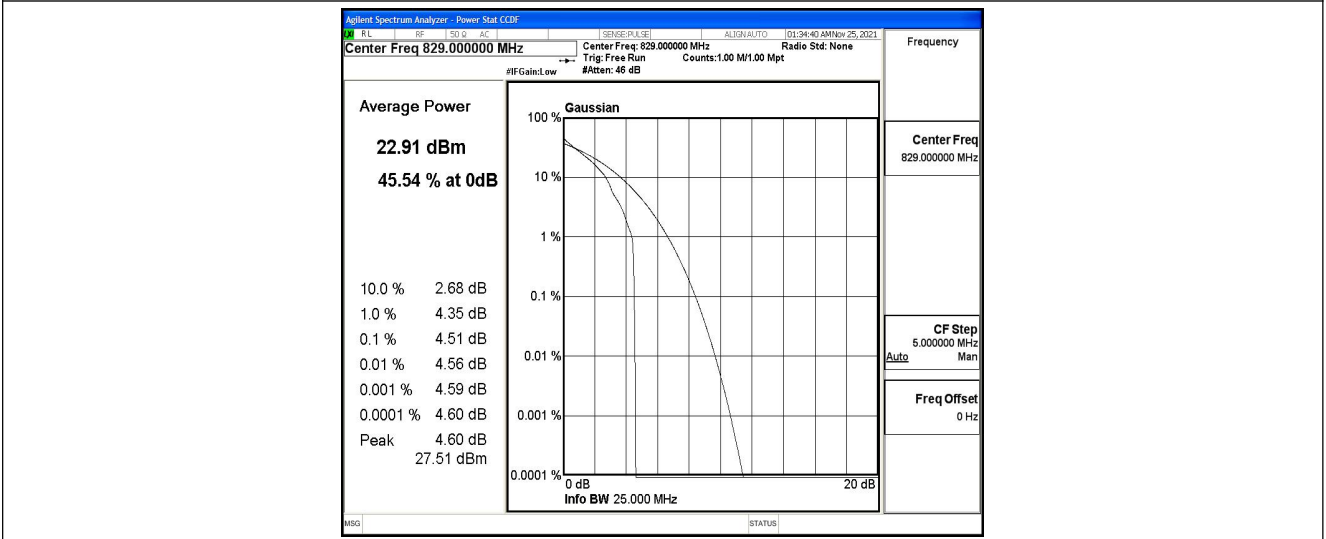 Agilent Spectrum Analyzer - Power Stat CCDF
RL RF 50 Ω AC SENSE:PULSE ALIGN AUTO 01:34:40 AM Nov 25, 2021
Center Freq 829.000000 MHz
Center Freq: 829.000000 MHz Radio Std: None
Trig: Free Run Counts:1.00 M/1.00 Mpt
#IFGain:Low #Atten: 46 dB
Frequency
Average Power
22.91 dBm
45.54 % at 0dB
10.0 % 2.68 dB
1.0 % 4.35 dB
0.1 % 4.51 dB
0.01 % 4.56 dB
0.001 % 4.59 dB
0.0001 % 4.60 dB
Peak 4.60 dB
27.51 dBm
Gaussian
100 %
10 %
1 %
0.1 %
0.01 %
0.001 %
0.0001 %
0 dB 20 dB
Info BW 25.000 MHz
Center Freq
829.000000 MHz
CF Step
5.000000 MHz
Auto Man
Freq Offset
0 Hz
MSG STATUS